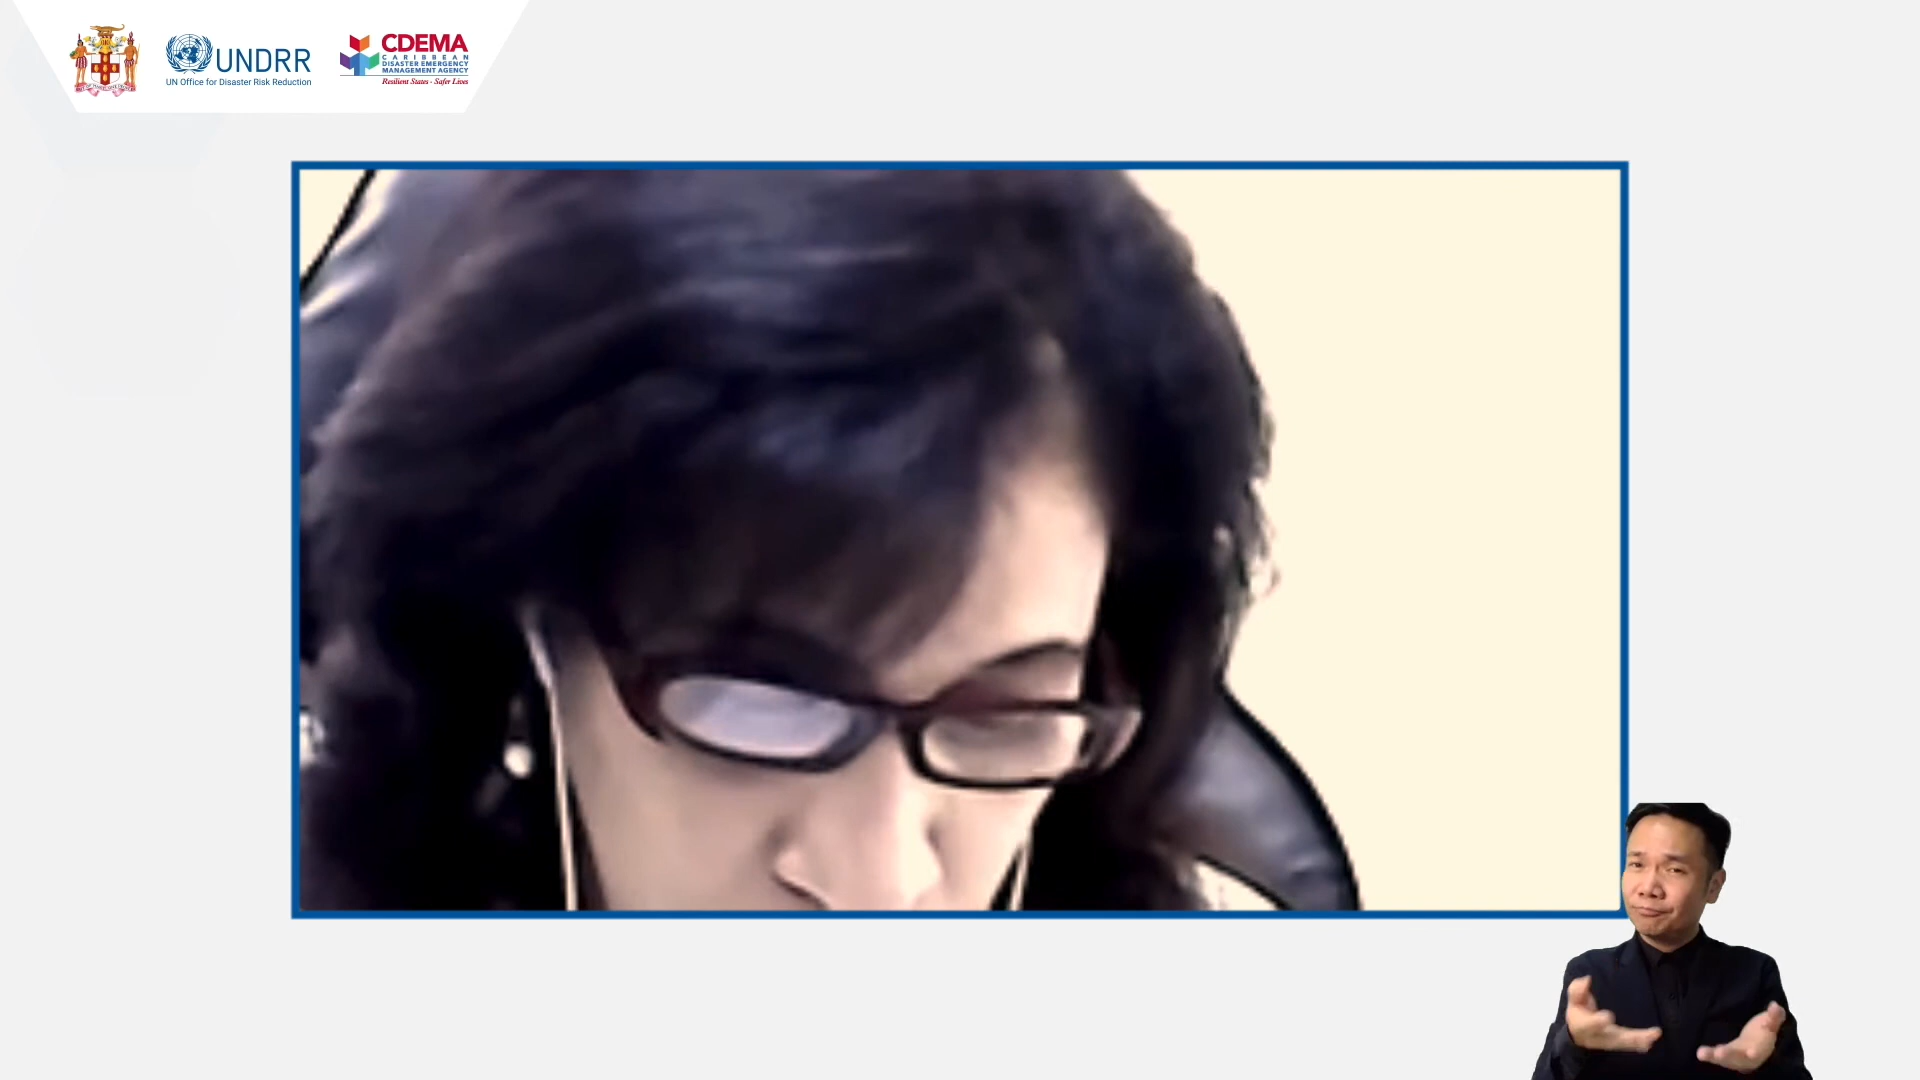 UNDRR
UN Office for Disaster Risk Reduction
CDEMA
CARIBBEAN
DISASTER EMERGENCY
MANAGEMENT AGENCY
Resilient States - Safer Lives